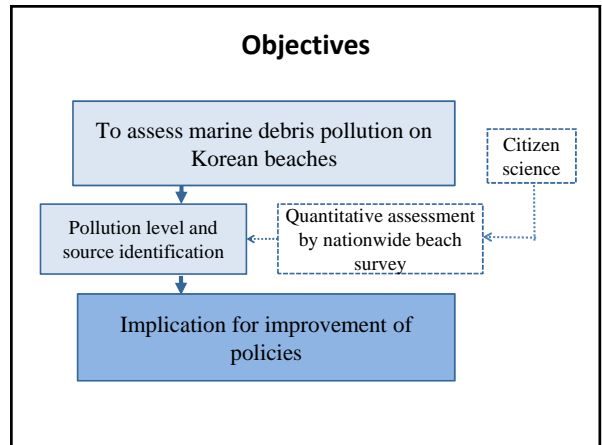 Objectives
To assess marine debris pollution on
Korean beaches
Citizen
science
Pollution level and
source identification
Quantitative assessment
by nationwide beach
survey
Implication for improvement of
policies